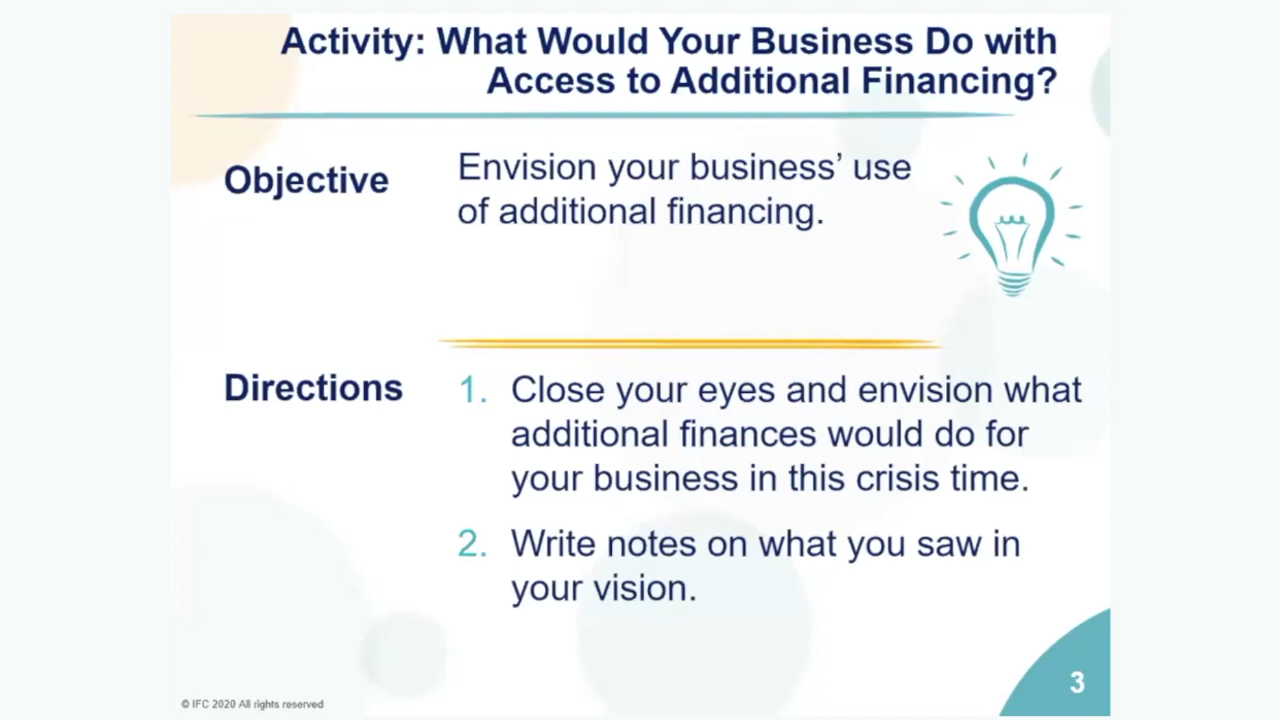 Activity: What Would Your Business Do with
Access to Additional Financing?
Objective
Envision your business’ use
of additional financing.
Directions
1. Close your eyes and envision what
additional finances would do for
your business in this crisis time.
2. Write notes on what you saw in
your vision.
© IFC 2020 All rights reserved
3